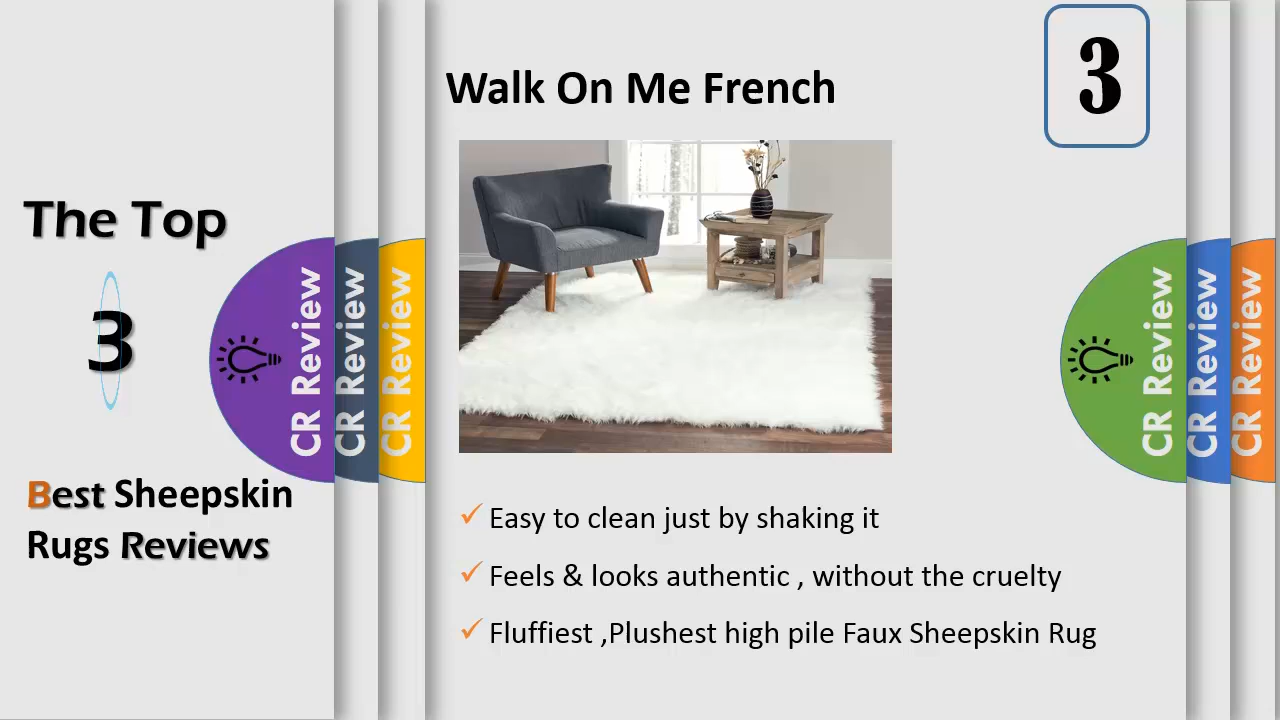 The Top
3
Best Sheepskin
Rugs Reviews
CR Review
CR Review
CR Review
Walk On Me French
3
Easy to clean just by shaking it
Feels & looks authentic , without the cruelty
Fluffiest ,Plushest high pile Faux Sheepskin Rug
CR Review
CR Review
CR Review